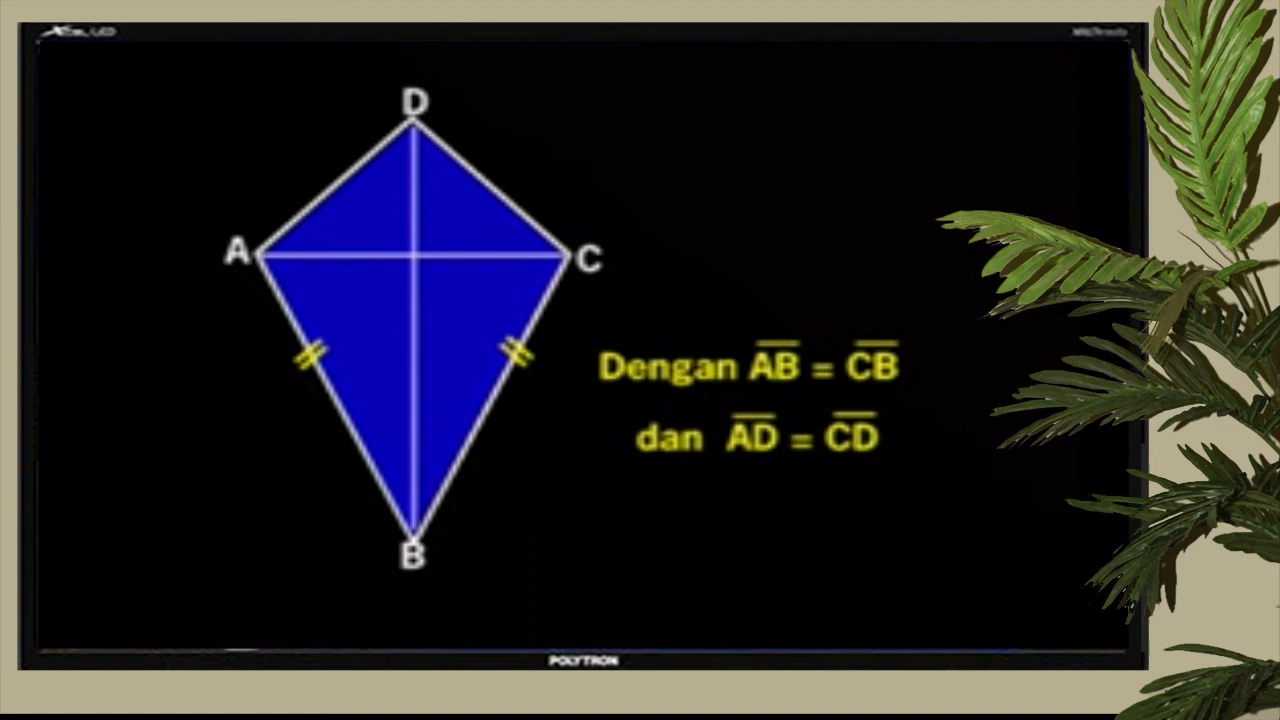 D
A
C
Dengan AB = CB
dan AD = CD
B
POLYTRON